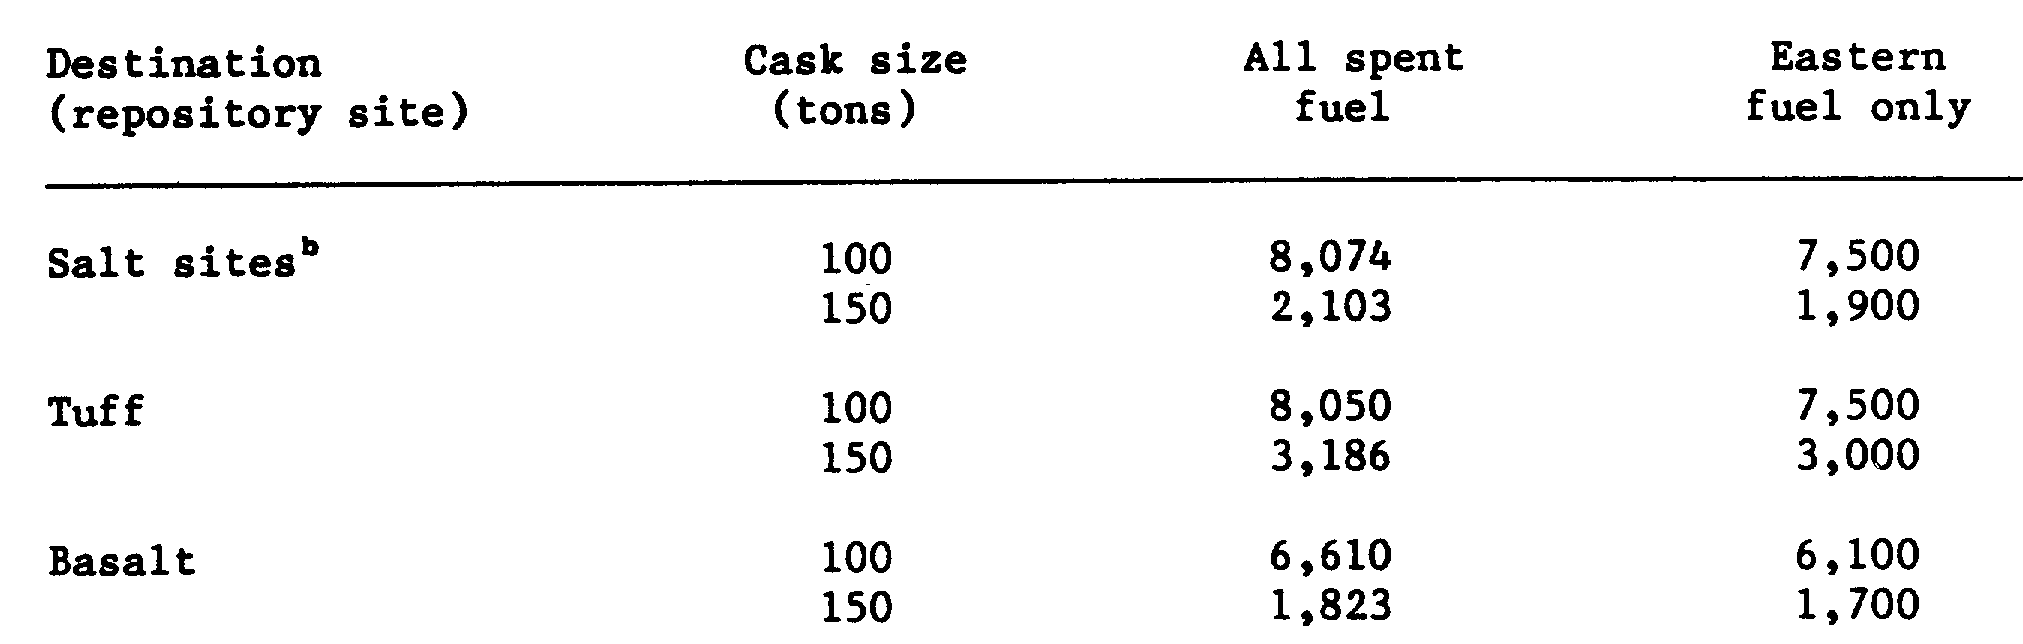 Destination Cask size All spent Eastern
(repository site) (tons) fuel fuel only
Salt sitesᵇ 100 8,074 7,500
150 2,103 1,900
Tuff 100 8,050 7,500
150 3,186 3,000
Basalt 100 6,610 6,100
150 1,823 1,700